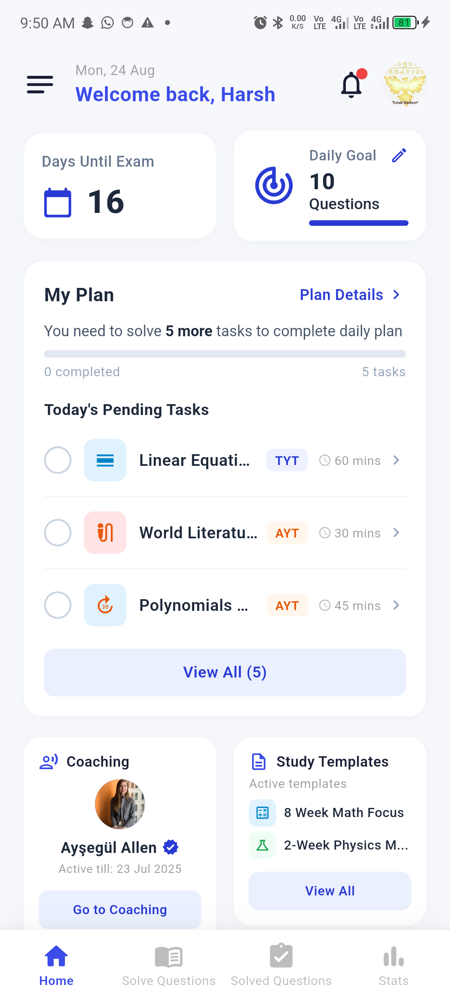 9:50 AM
0.00 K/S Vo LTE 4G Vo LTE 4G 81
Mon, 24 Aug
Welcome back, Harsh
OF
Zubair Rasheed
Days Until Exam
16
Daily Goal
10
Questions
My Plan
Plan Details
You need to solve 5 more tasks to complete daily plan
0 completed
5 tasks
Today's Pending Tasks
Linear Equati... TYT 60 mins
World Literatu... AYT 30 mins
30 Polynomials ... AYT 45 mins
View All (5)
Coaching
Ayşegül Allen
Active till: 23 Jul 2025
Go to Coaching
Study Templates
Active templates
8 Week Math Focus
2-Week Physics M...
View All
Home
Solve Questions
Solved Questions
Stats